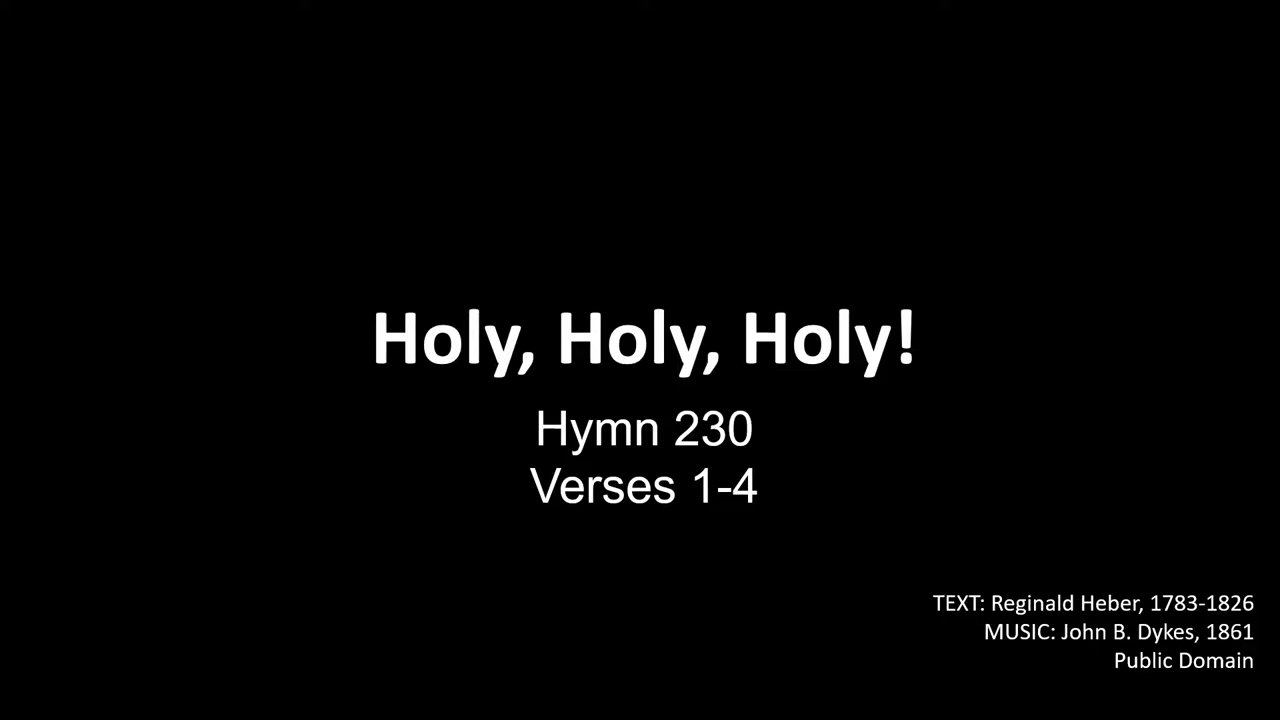 Holy, Holy, Holy!
Hymn 230
Verses 1-4
TEXT: Reginald Heber, 1783-1826
MUSIC: John B. Dykes, 1861
Public Domain